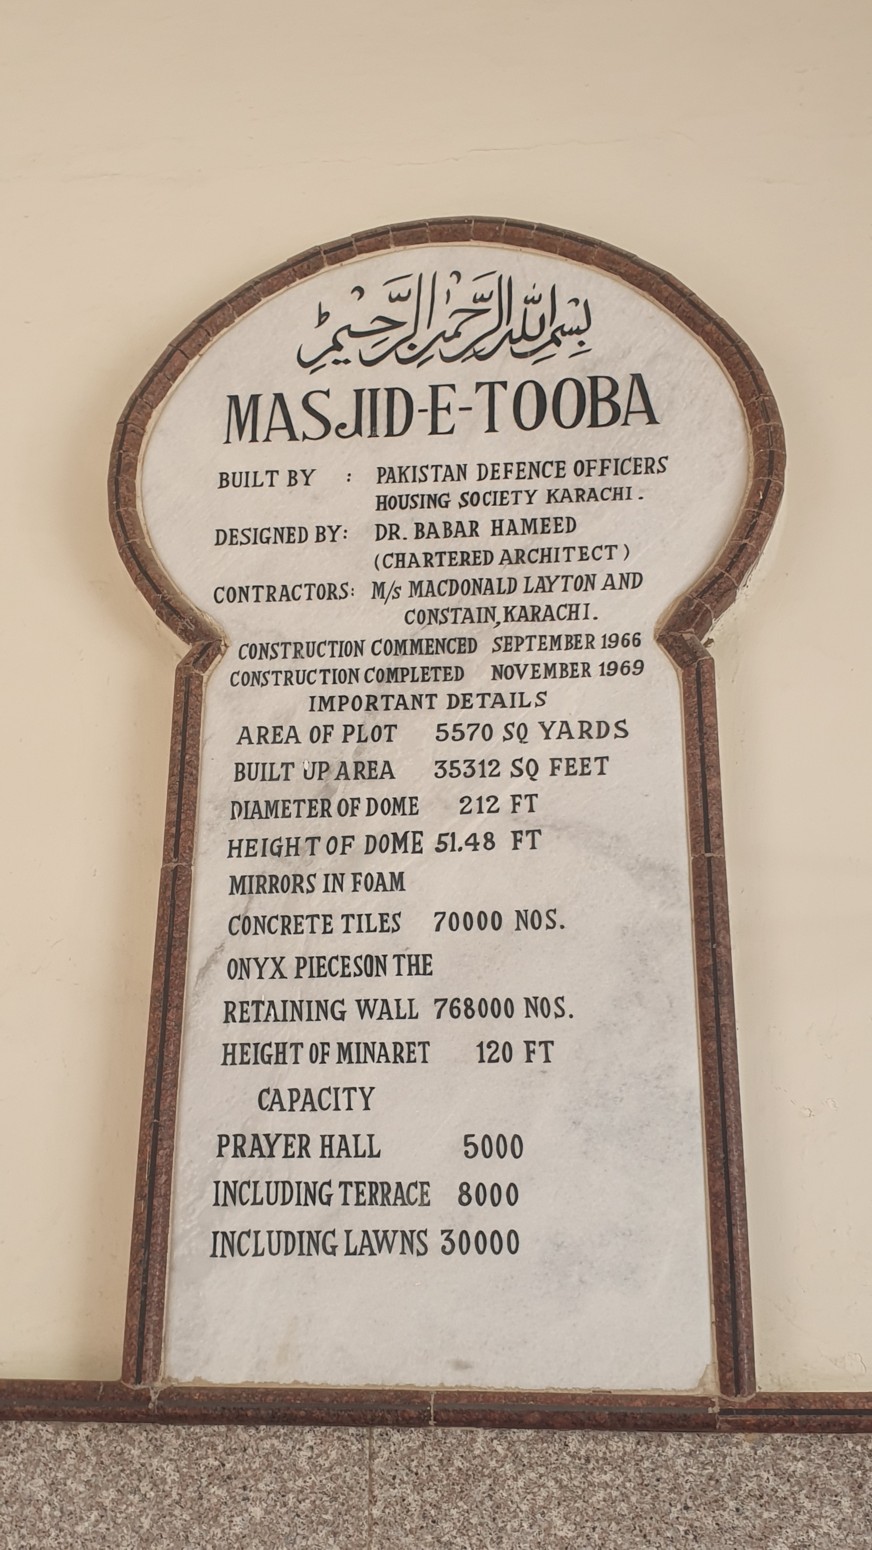 بِسْمِ اللّٰهِ الرَّحْمٰنِ الرَّحِيْمِ
MASJID-E-TOOBA
BUILT BY : PAKISTAN DEFENCE OFFICERS
HOUSING SOCIETY KARACHI.
DESIGNED BY: DR. BABAR HAMEED
(CHARTERED ARCHITECT)
CONTRACTORS: M/s MACDONALD LAYTON AND
CONSTAIN, KARACHI.
CONSTRUCTION COMMENCED SEPTEMBER 1966
CONSTRUCTION COMPLETED NOVEMBER 1969
IMPORTANT DETAILS
AREA OF PLOT 5570 SQ YARDS
BUILT UP AREA 35312 SQ FEET
DIAMETER OF DOME 212 FT
HEIGHT OF DOME 51.48 FT
MIRRORS IN FOAM
CONCRETE TILES 70000 NOS.
ONYX PIECESON THE
RETAINING WALL 768000 NOS.
HEIGHT OF MINARET 120 FT
CAPACITY
PRAYER HALL 5000
INCLUDING TERRACE 8000
INCLUDING LAWNS 30000